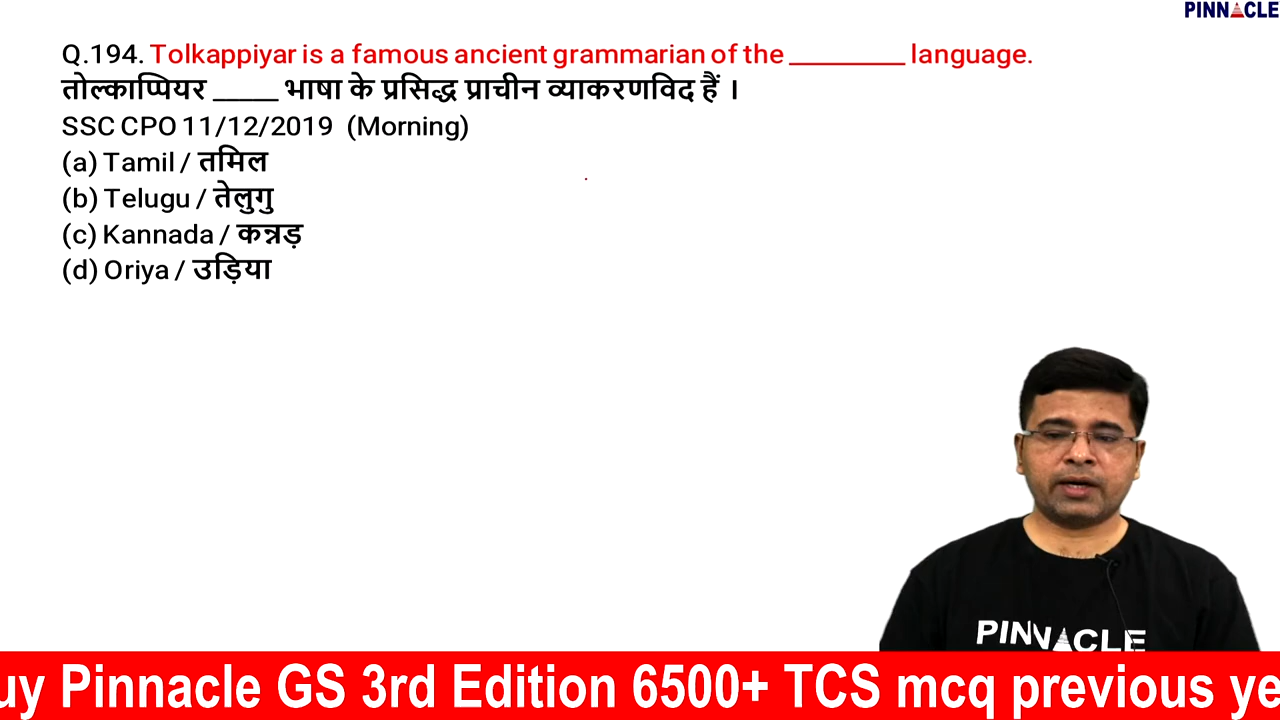 PINNACLE
Q.194. Tolkappiyar is a famous ancient grammarian of the _________ language.
तोल्काप्पियर _____ भाषा के प्रसिद्ध प्राचीन व्याकरणविद हैं ।
SSC CPO 11/12/2019 (Morning)
(a) Tamil / तमिल
(b) Telugu / तेलुगु
(c) Kannada / कन्नड़
(d) Oriya / उड़िया
PINNACLE
uy Pinnacle GS 3rd Edition 6500+ TCS mcq previous ye